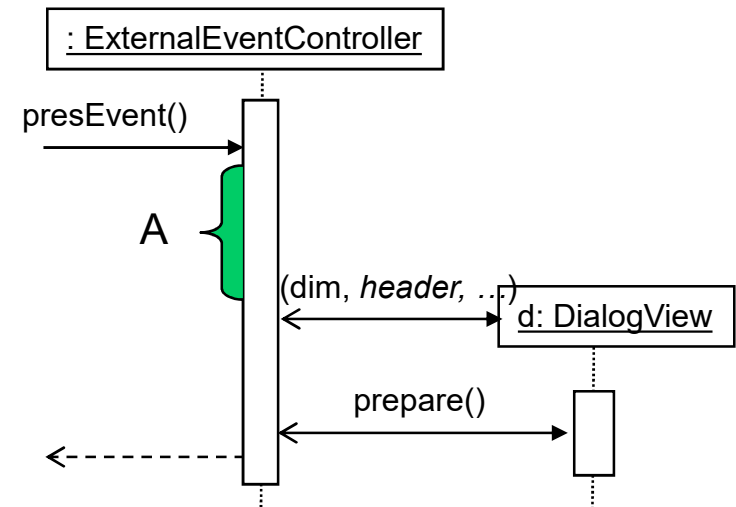 : ExternalEventController
presEvent()
A
(dim, header, …)
d: DialogView
prepare()